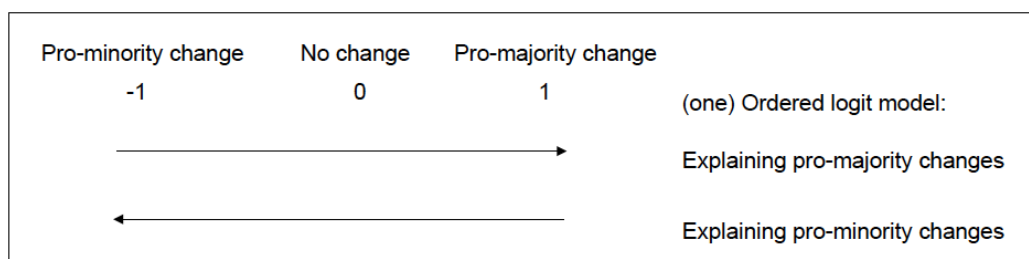 Pro-minority change No change Pro-majority change
-1 0 1
(one) Ordered logit model:
Explaining pro-majority changes
Explaining pro-minority changes